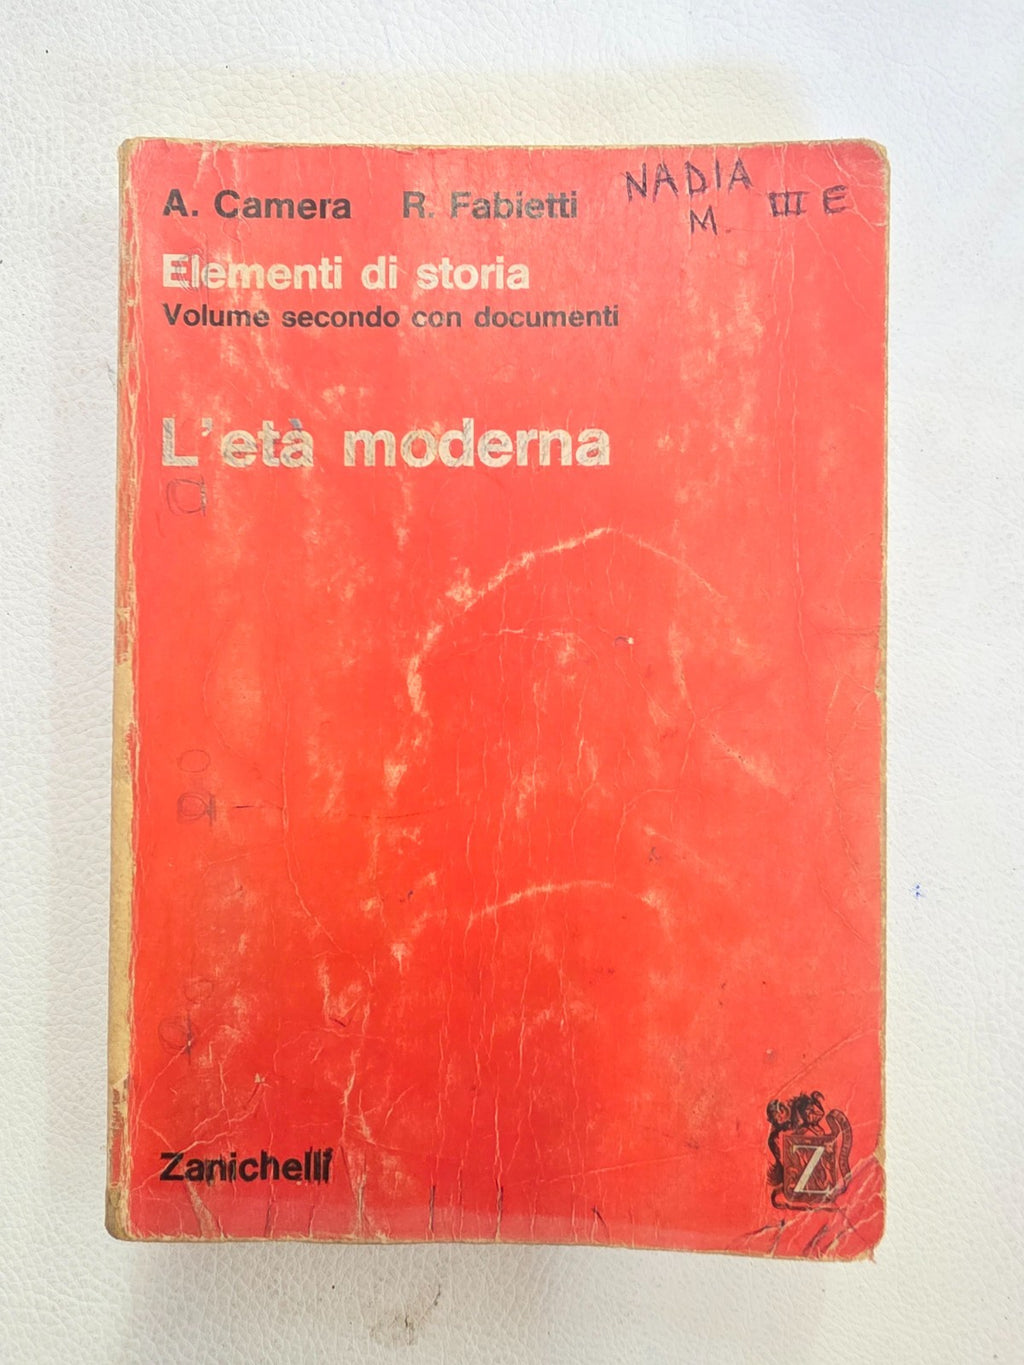 A. Camera R. Fabietti
NADIA III E
M.
Elementi di storia
Volume secondo con documenti
L'età moderna
Zanichelli
Z